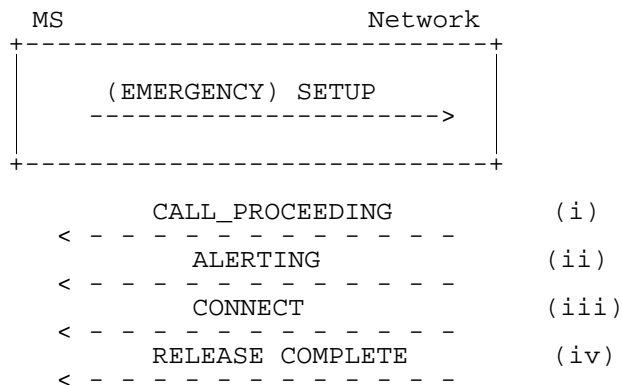 MS Network
(EMERGENCY) SETUP
CALL_PROCEEDING (i)
ALERTING (ii)
CONNECT (iii)
RELEASE COMPLETE (iv)